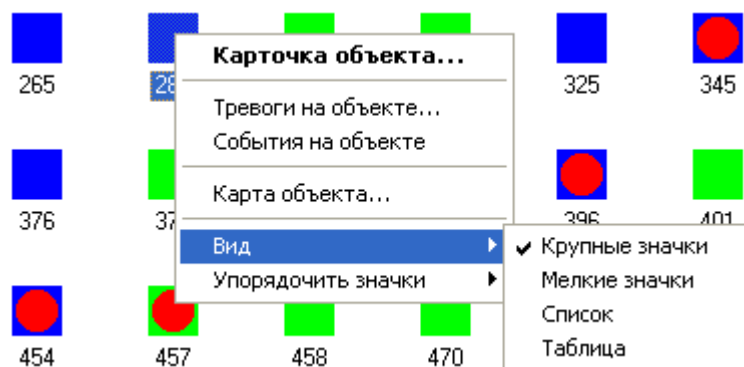 265
325
345
Карточка объекта...
Тревоги на объекте...
События на объекте
Карта объекта...
376
396
401
Вид
Упорядочить значки
Крупные значки
Мелкие значки
Список
Таблица
454
457
458
470